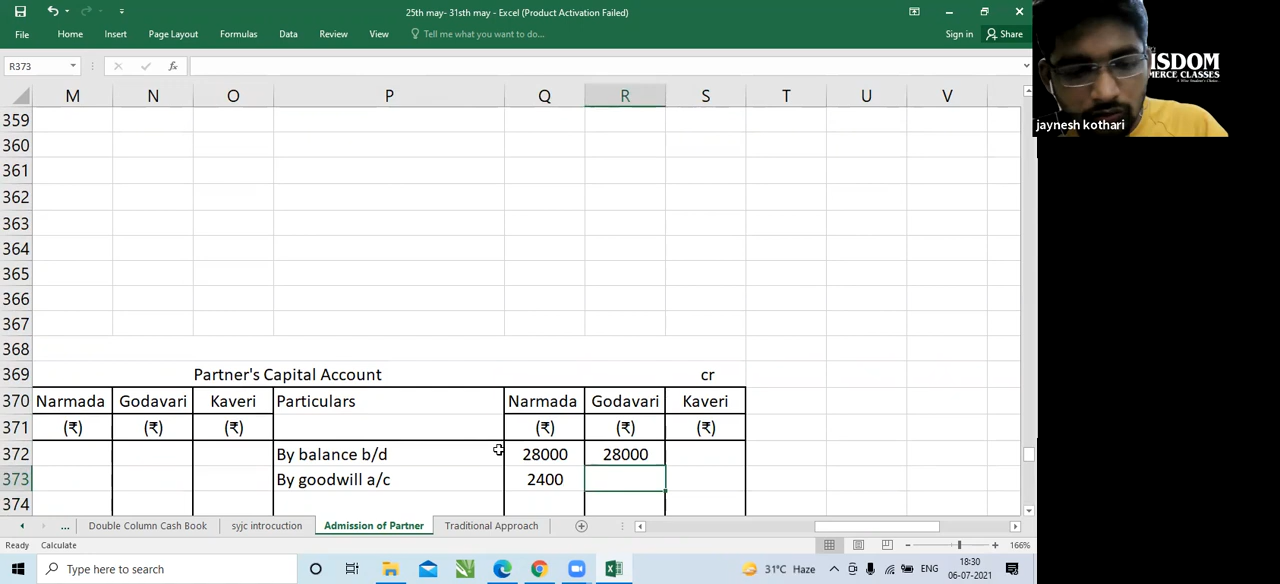 25th may- 31st may - Excel (Product Activation Failed)
File Home Insert Page Layout Formulas Data Review View Tell me what you want to do... Sign in Share
R373 fx
ISDOM
MERCE CLASSES
jaynesh kothari
M N O P Q R S T U V
359
360
361
362
363
364
365
366
367
368
369 Partner's Capital Account cr
370 Narmada Godavari Kaveri Particulars Narmada Godavari Kaveri
371 (₹) (₹) (₹) (₹) (₹) (₹)
372 By balance b/d 28000 28000
373 By goodwill a/c 2400
374
... Double Column Cash Book syjc introcuction Admission of Partner Traditional Approach
Ready Calculate 166%
Type here to search 31°C Haze ENG 18:30
06-07-2021